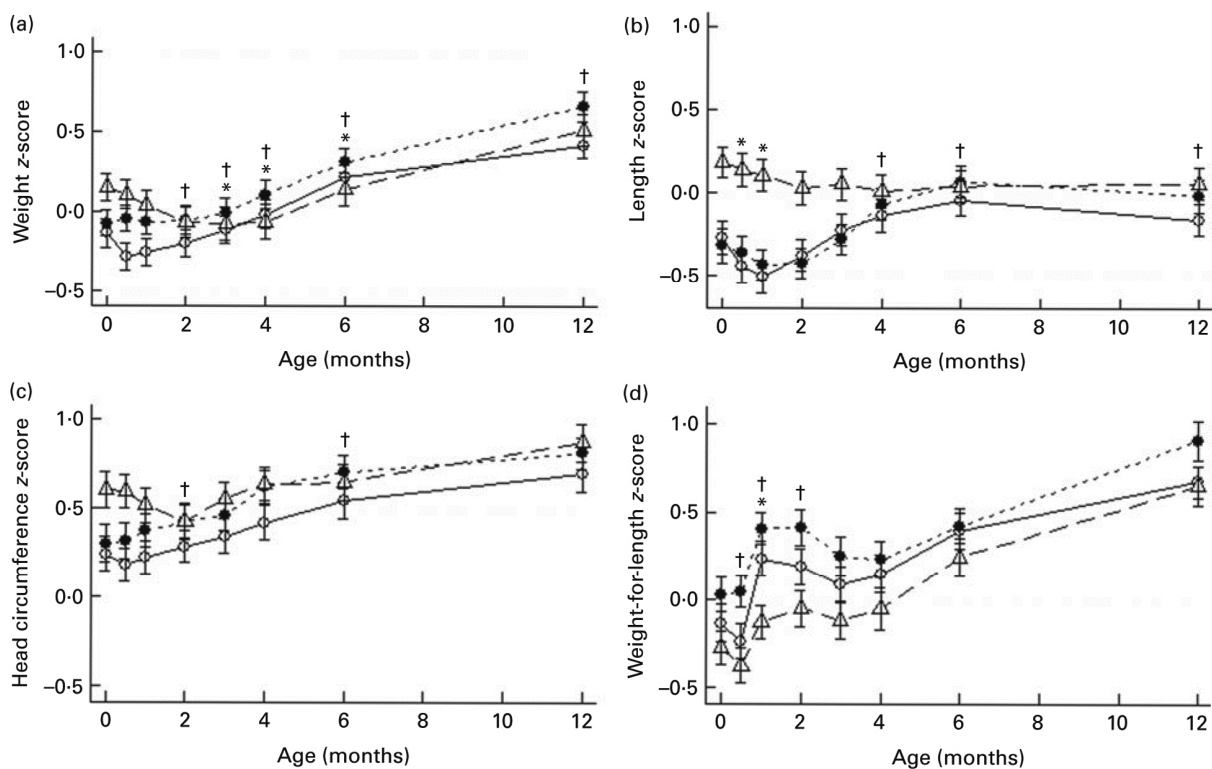 (a)
Weight z-score
1·0
0·5
0·0
–0·5
†
†
*
†
*
†
*
†
0 2 4 6 8 10 12
Age (months)
(b)
Length z-score
1·0
0·5
0·0
–0·5
* *
† † †
0 2 4 6 8 10 12
Age (months)
(c)
Head circumference z-score
1·0
0·5
0·0
–0·5
† †
0 2 4 6 8 10 12
Age (months)
(d)
Weight-for-length z-score
1·0
0·5
0·0
–0·5
†
†
*
†
0 2 4 6 8 10 12
Age (months)